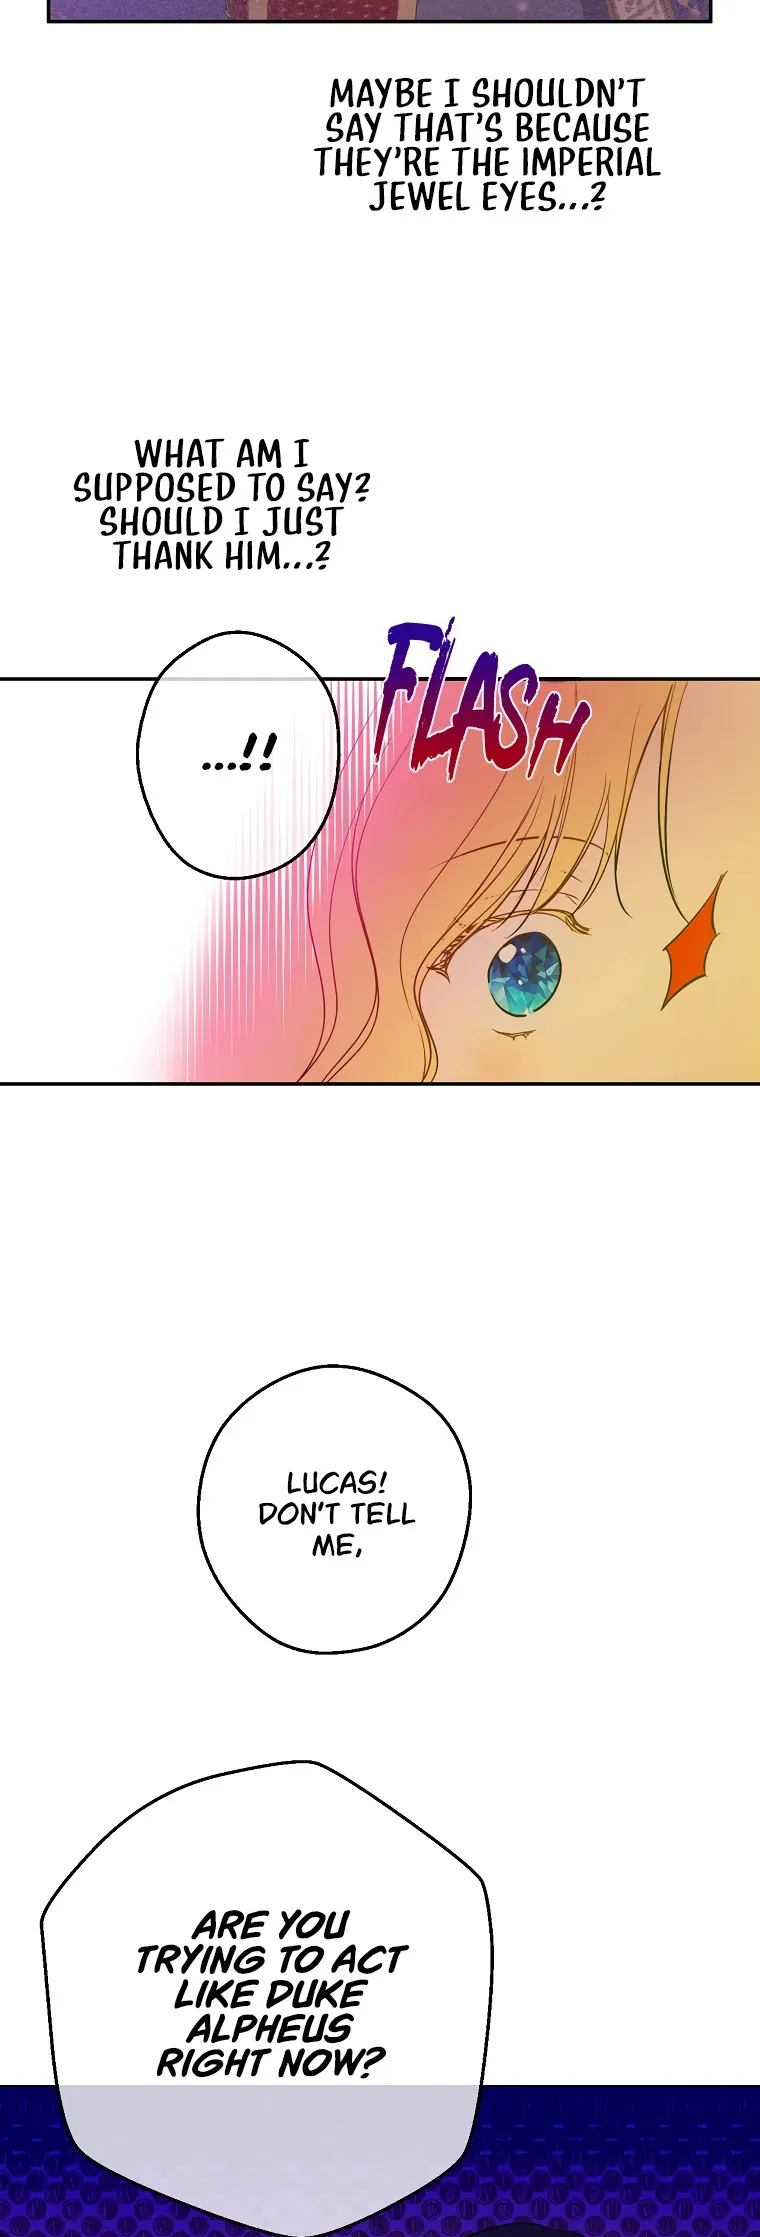 MAYBE I SHOULDN'T
SAY THAT'S BECAUSE
THEY'RE THE IMPERIAL
JEWEL EYES...?
WHAT AM I
SUPPOSED TO SAY?
SHOULD I JUST
THANK HIM...?
FLASH
...!!
LUCAS!
DON'T TELL
ME,
ARE YOU
TRYING TO ACT
LIKE DUKE
ALPHEUS
RIGHT NOW?